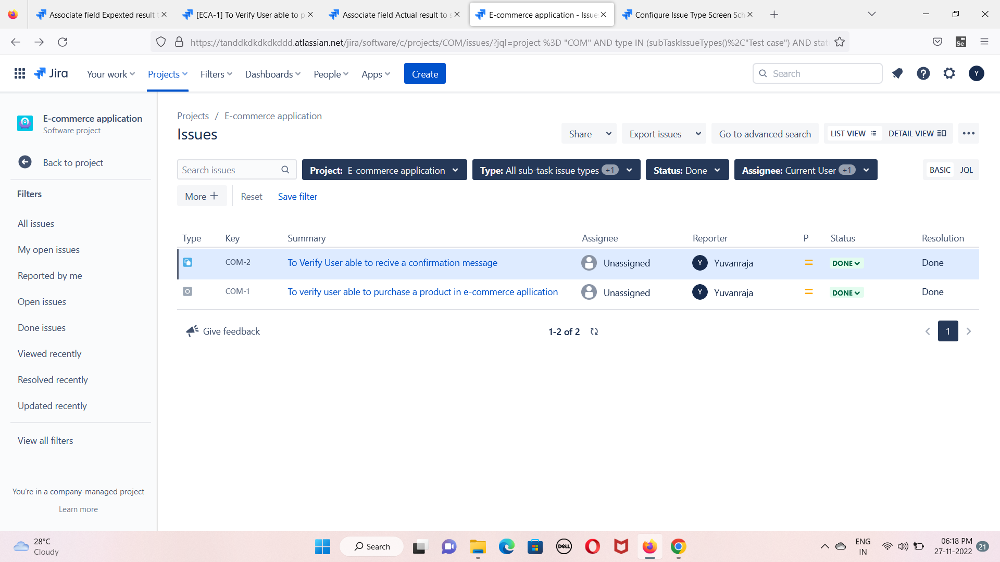 Associate field Expexted result t
[ECA-1] To Verify User able to p
Associate field Actual result to s
E-commerce application - Issue
Configure Issue Type Screen Sch
https://tanddkdkdkdkddd.atlassian.net/jira/software/c/projects/COM/issues/?jql=project %3D "COM" AND type IN (subTaskIssueTypes()%2C"Test case") AND stat
Se
Jira
Your work
Projects
Filters
Dashboards
People
Apps
Create
Search
Y
E-commerce application
Software project
Back to project
Filters
All issues
My open issues
Reported by me
Open issues
Done issues
Viewed recently
Resolved recently
Updated recently
View all filters
You're in a company-managed project
Learn more
Projects / E-commerce application
Issues
Share
Export issues
Go to advanced search
LIST VIEW
DETAIL VIEW
Search issues
Project: E-commerce application
Type: All sub-task issue types +1
Status: Done
Assignee: Current User +1
BASIC
JQL
More
Reset
Save filter
Type Key Summary Assignee Reporter P Status Resolution
COM-2 To Verify User able to recive a confirmation message Unassigned Y Yuvanraja DONE Done
COM-1 To verify user able to purchase a product in e-commerce apllication Unassigned Y Yuvanraja DONE Done
Give feedback
1-2 of 2
1
28°C
Cloudy
Search
DELL
ENG
IN
06:18 PM
27-11-2022
21